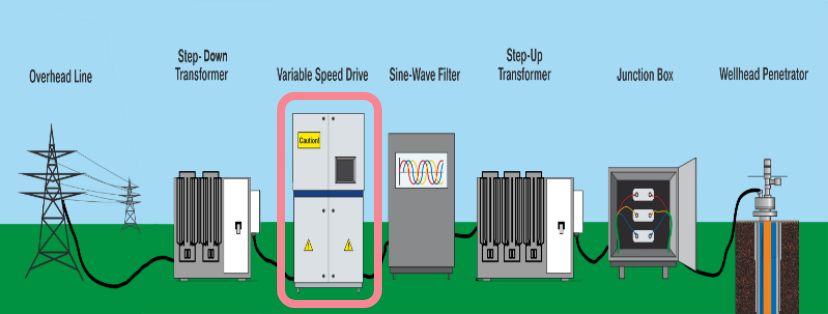 Overhead Line
Step-Down
Transformer
Variable Speed Drive
Sine-Wave Filter
Step-Up
Transformer
Junction Box
Wellhead Penetrator
Caution!